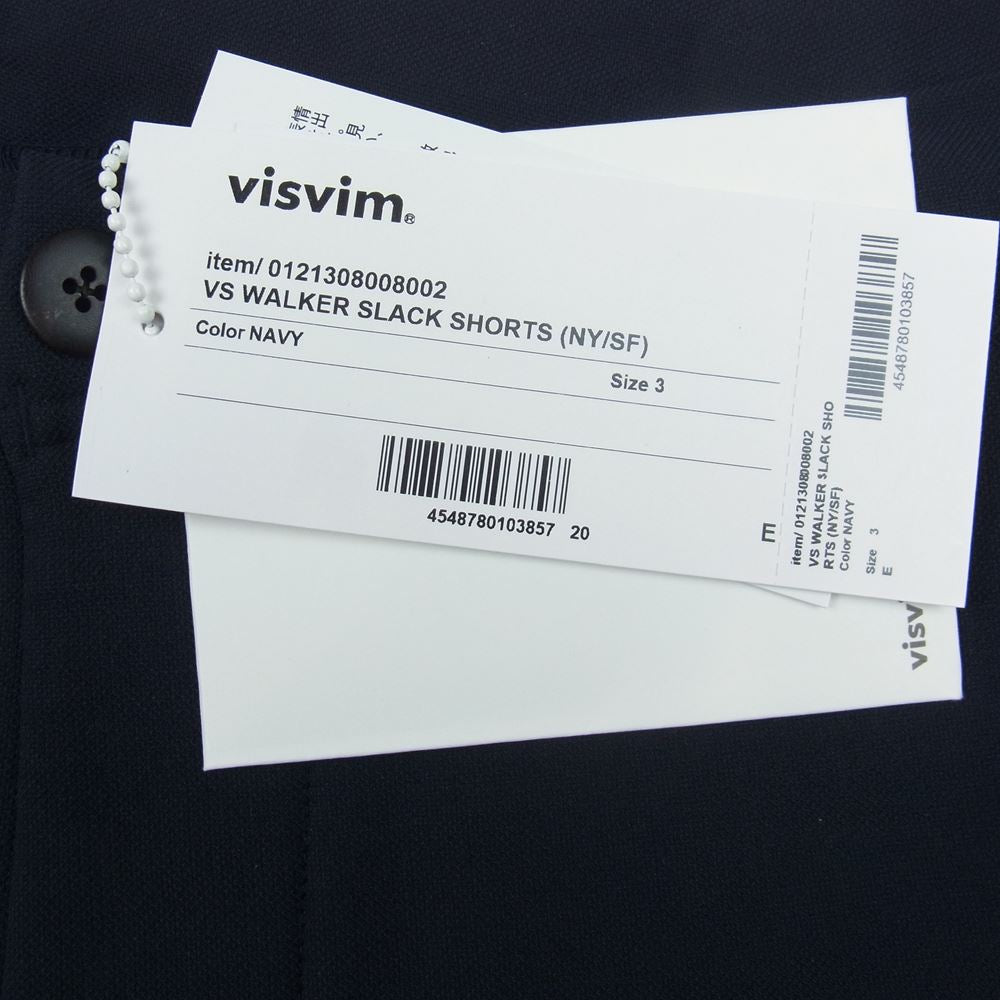 visvim®
item/ 0121308008002
VS WALKER SLACK SHORTS (NY/SF)
Color NAVY
Size 3
4548780103857 20
E
4548780103857
item/ 0121308008002
VS WALKER SLACK SHO
RTS (NY/SF)
Color NAVY
Size 3
E
visv